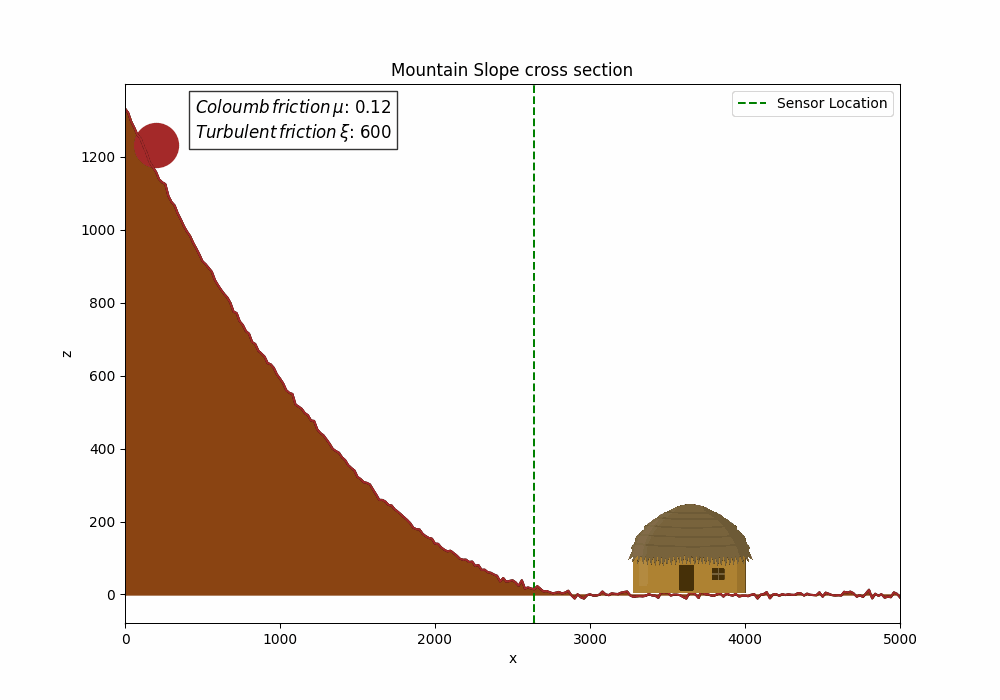 Mountain Slope cross section
Coloumb friction μ: 0.12
Turbulent friction ξ: 600
Sensor Location
1200
1000
800
600
400
200
0
z
0 1000 2000 3000 4000 5000
x